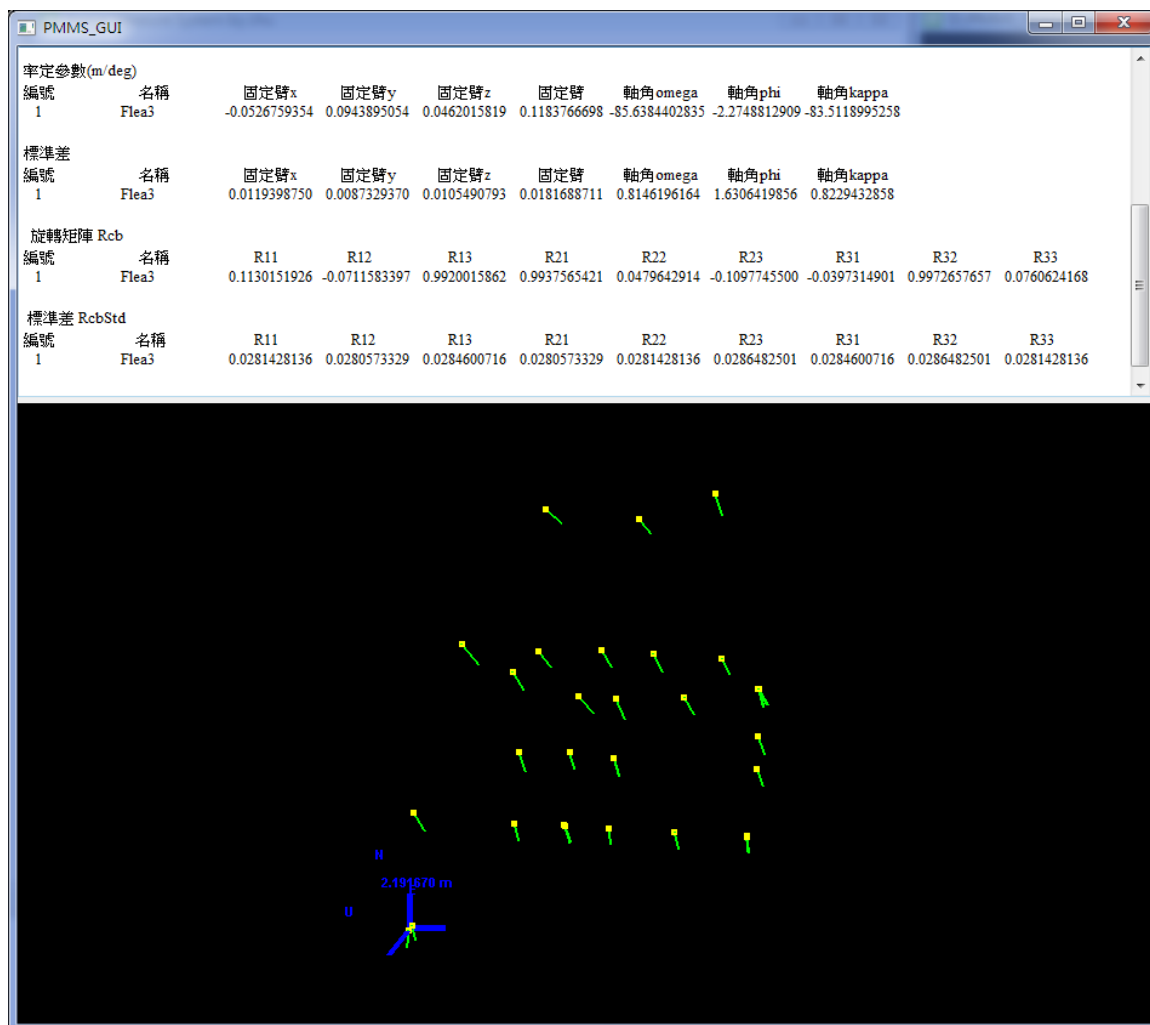 PMMS_GUI
率定參數(m/deg)
編號 名稱 固定臂x 固定臂y 固定臂z 固定臂 軸角omega 軸角phi 軸角kappa
1 Flea3 -0.0526759354 0.0943895054 0.0462015819 0.1183766698 -85.6384402835 -2.2748812909 -83.5118995258
標準差
編號 名稱 固定臂x 固定臂y 固定臂z 固定臂 軸角omega 軸角phi 軸角kappa
1 Flea3 0.0119398750 0.0087329370 0.0105490793 0.0181688711 0.8146196164 1.6306419856 0.8229432858
旋轉矩陣 Rcb
編號 名稱 R11 R12 R13 R21 R22 R23 R31 R32 R33
1 Flea3 0.1130151926 -0.0711583397 0.9920015862 0.9937565421 0.0479642914 -0.1097745500 -0.0397314901 0.9972657657 0.0760624168
標準差 RcbStd
編號 名稱 R11 R12 R13 R21 R22 R23 R31 R32 R33
1 Flea3 0.0281428136 0.0280573329 0.0284600716 0.0280573329 0.0281428136 0.0286482501 0.0284600716 0.0286482501 0.0281428136
N
2.191670 m
U